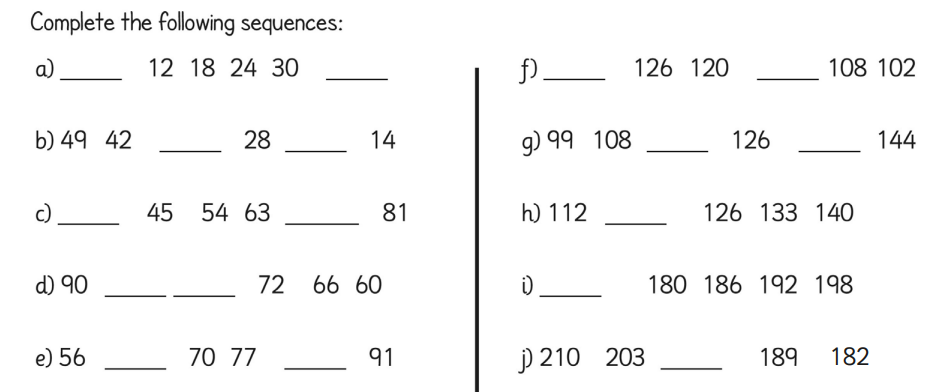 Complete the following sequences:
a) _____ 12 18 24 30 _____
b) 49 42 _____ 28 _____ 14
c) _____ 45 54 63 _____ 81
d) 90 _____ _____ 72 66 60
e) 56 _____ 70 77 _____ 91
f) _____ 126 120 _____ 108 102
g) 99 108 _____ 126 _____ 144
h) 112 _____ 126 133 140
i) _____ 180 186 192 198
j) 210 203 _____ 189 182